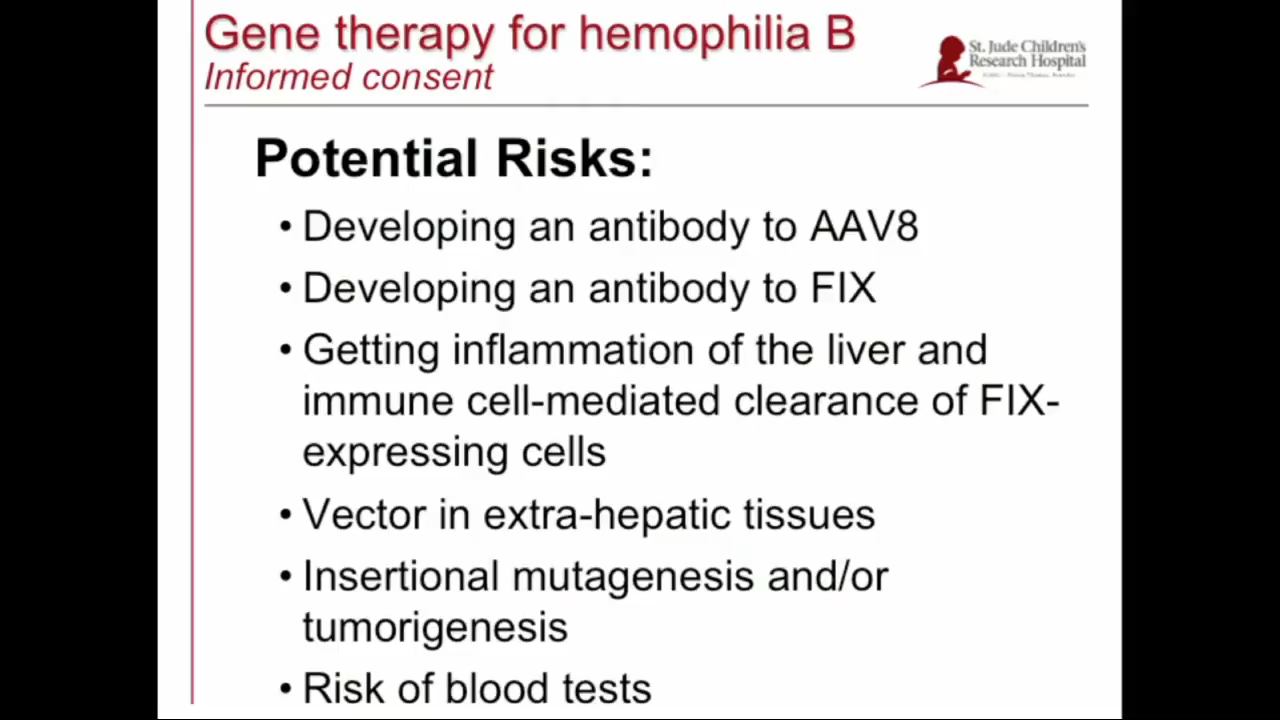 Gene therapy for hemophilia B
Informed consent
St. Jude Children's
Research Hospital
Potential Risks:
• Developing an antibody to AAV8
• Developing an antibody to FIX
• Getting inflammation of the liver and
immune cell-mediated clearance of FIX-
expressing cells
• Vector in extra-hepatic tissues
• Insertional mutagenesis and/or
tumorigenesis
• Risk of blood tests